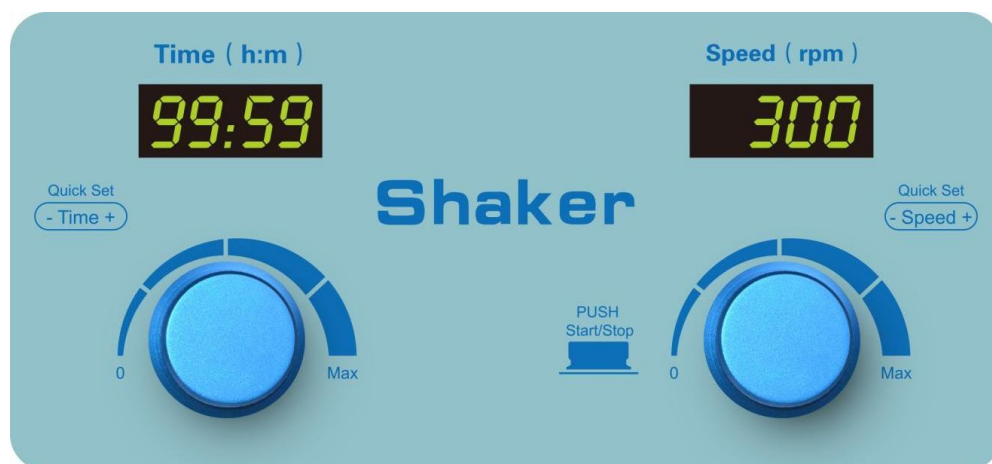 Time ( h:m )
99:59
Quick Set
- Time +
0
Max
Shaker
Speed ( rpm )
300
Quick Set
- Speed +
PUSH
Start/Stop
0
Max